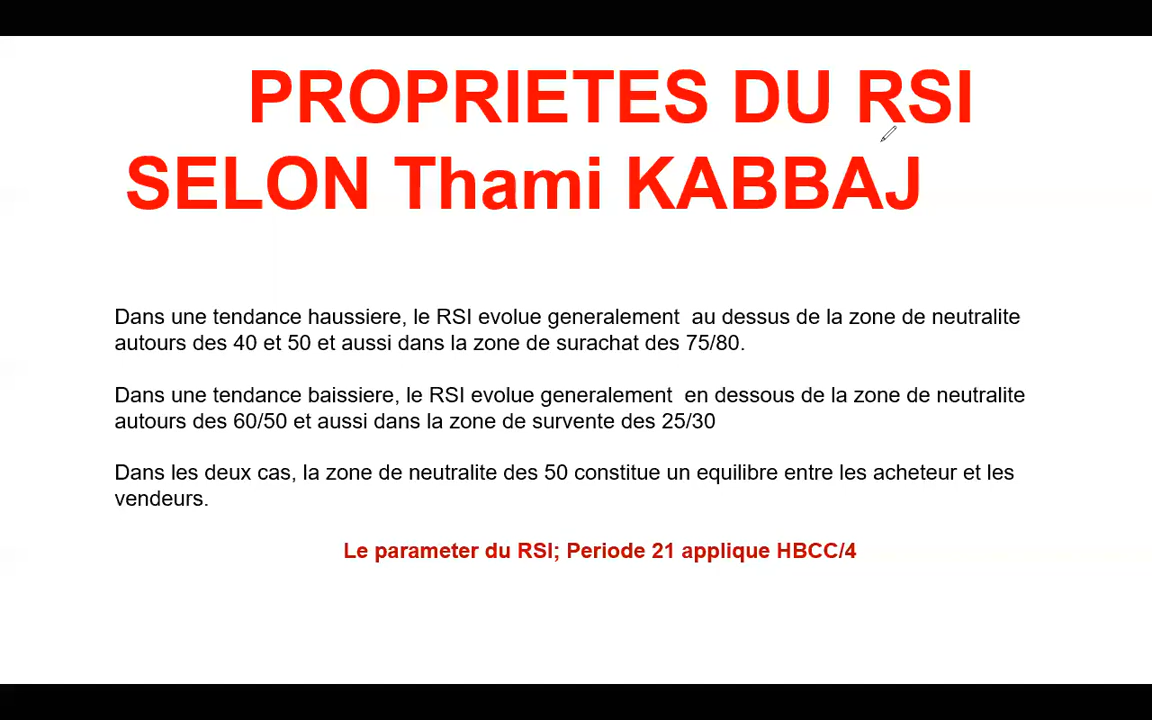 PROPRIETES DU RSI
SELON Thami KABBAJ
Dans une tendance haussiere, le RSI evolue generalement  au dessus de la zone de neutralite
autours des 40 et 50 et aussi dans la zone de surachat des 75/80.
Dans une tendance baissiere, le RSI evolue generalement  en dessous de la zone de neutralite
autours des 60/50 et aussi dans la zone de survente des 25/30
Dans les deux cas, la zone de neutralite des 50 constitue un equilibre entre les acheteur et les
vendeurs.
Le parameter du RSI; Periode 21 applique HBCC/4